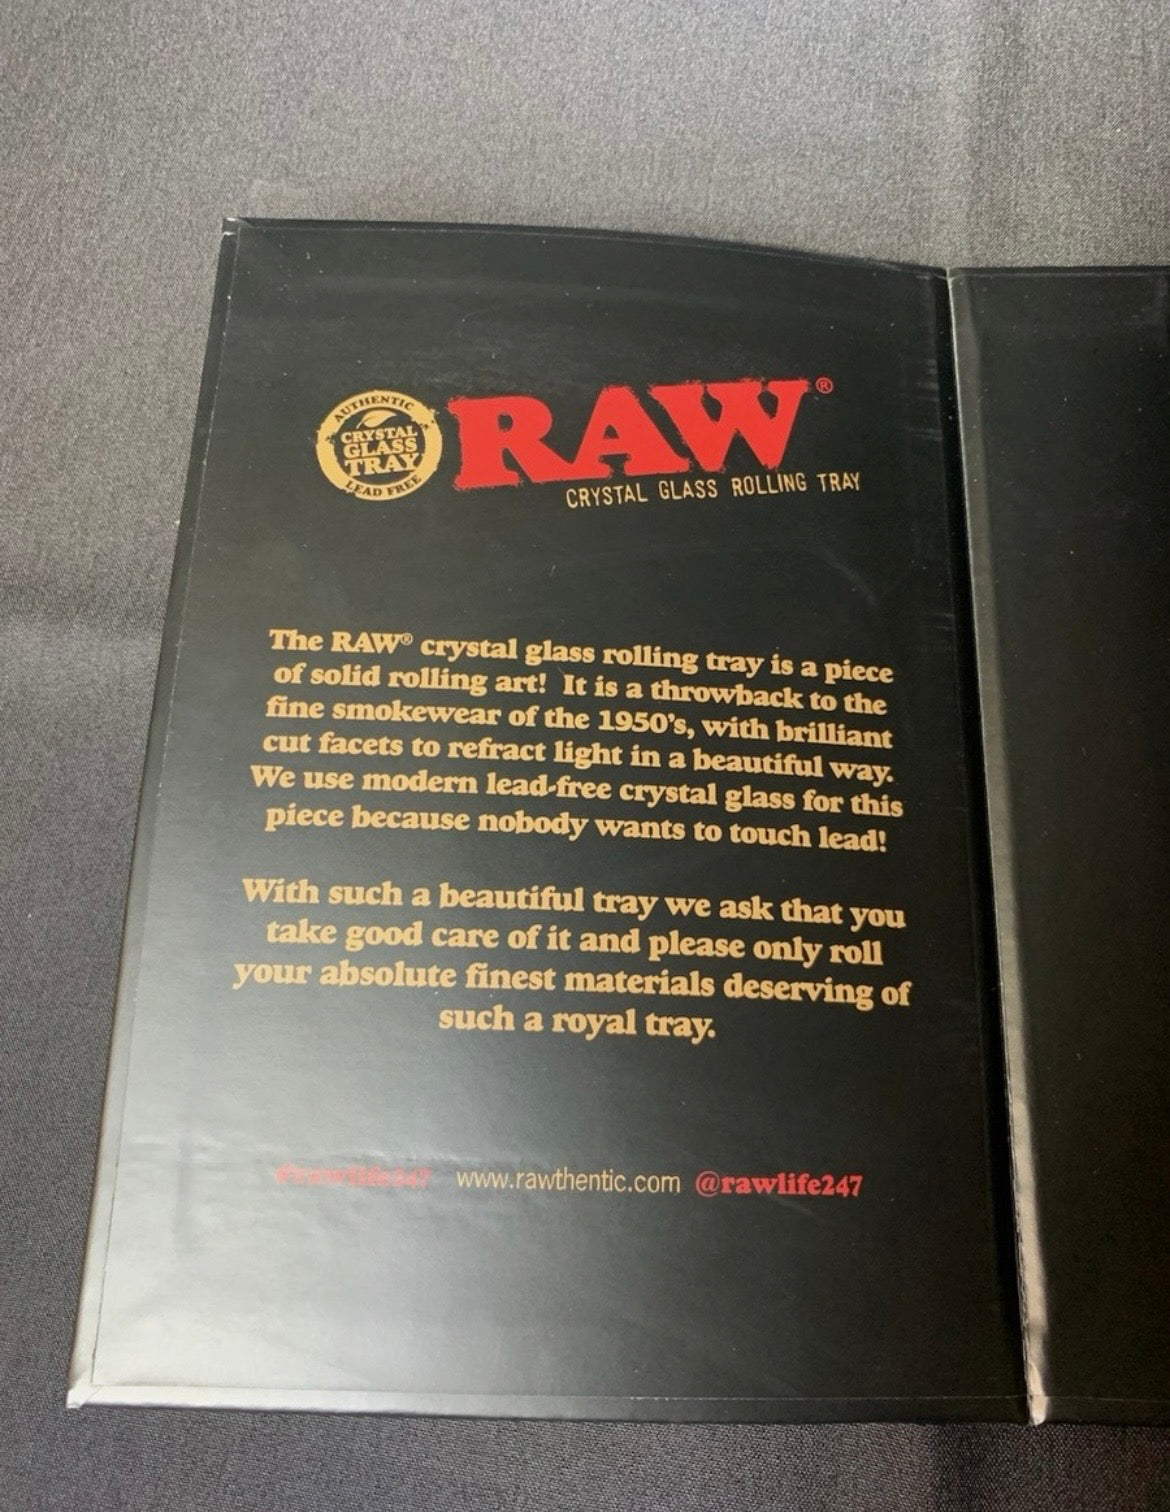 AUTHENTIC
CRYSTAL
GLASS
TRAY
LEAD FREE
RAW®
CRYSTAL GLASS ROLLING TRAY
The RAW® crystal glass rolling tray is a piece
of solid rolling art! It is a throwback to the
fine smokewear of the 1950's, with brilliant
cut facets to refract light in a beautiful way.
We use modern lead-free crystal glass for this
piece because nobody wants to touch lead!
With such a beautiful tray we ask that you
take good care of it and please only roll
your absolute finest materials deserving of
such a royal tray.
#rawlife247 www.rawthentic.com @rawlife247